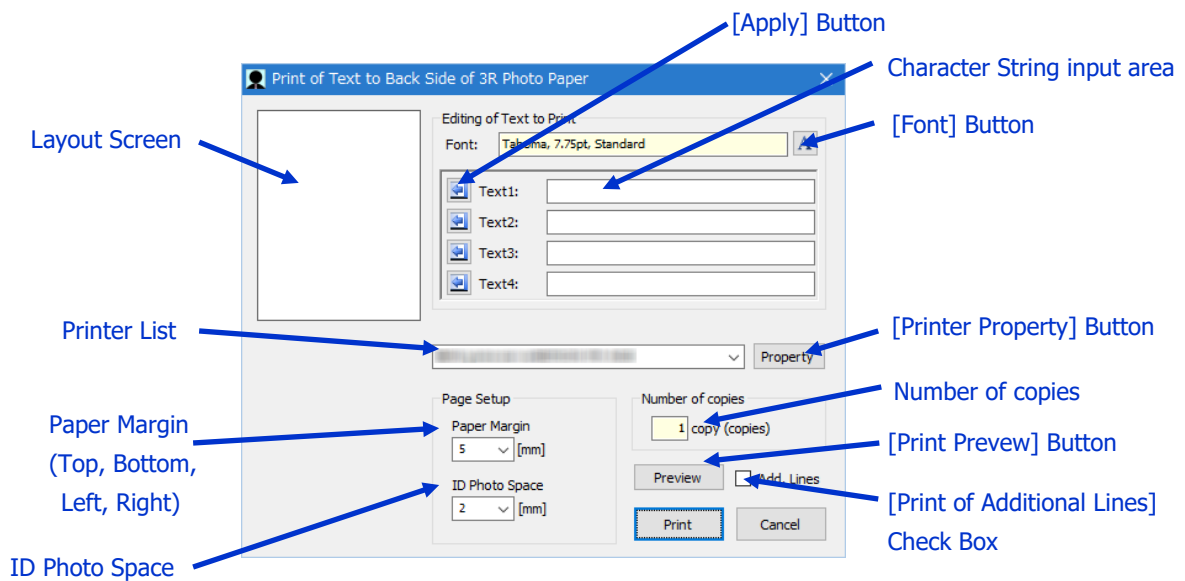 [Apply] Button
Character String input area
Print of Text to Back Side of 3R Photo Paper
Layout Screen
Editing of Text to Print
[Font] Button
Font: Tahoma, 7.75pt, Standard
A
Text1:
Text2:
Text3:
Text4:
Printer List
[Printer Property] Button
Property
Page Setup
Number of copies
Number of copies
Paper Margin
(Top, Bottom,
Left, Right)
Paper Margin
1 copy (copies)
5 [mm]
[Print Prevew] Button
ID Photo Space
Preview
Add. Lines
2 [mm]
[Print of Additional Lines]
Check Box
Print
Cancel
ID Photo Space